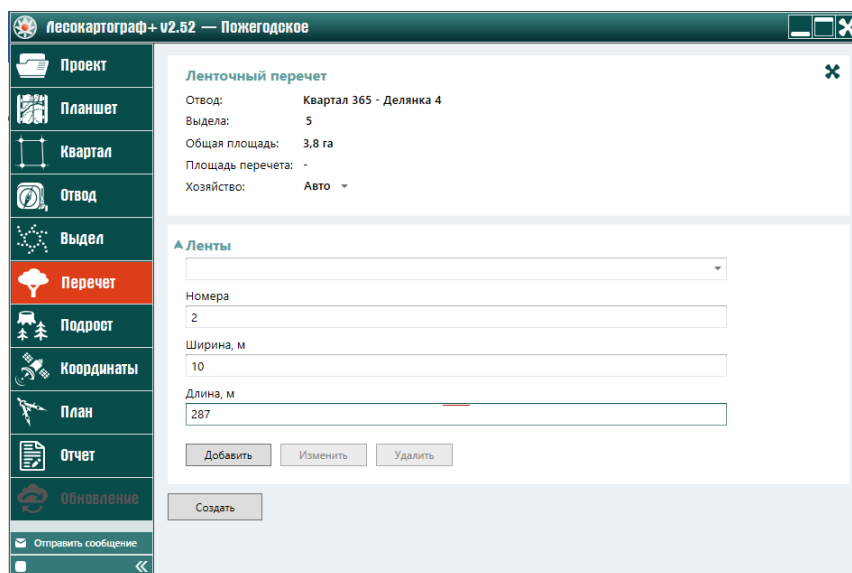 Лесокартограф+ v2.52 — Пожегодское
Проект
Планшет
Квартал
Отвод
Выдел
Перечет
Подрост
Координаты
План
Отчет
Обновление
Отправить сообщение
Ленточный перечет
Отвод: Квартал 365 - Делянка 4
Выдела: 5
Общая площадь: 3,8 га
Площадь перечета: -
Хозяйство: Авто
Ленты
Номера
2
Ширина, м
10
Длина, м
287
Добавить Изменить Удалить
Создать